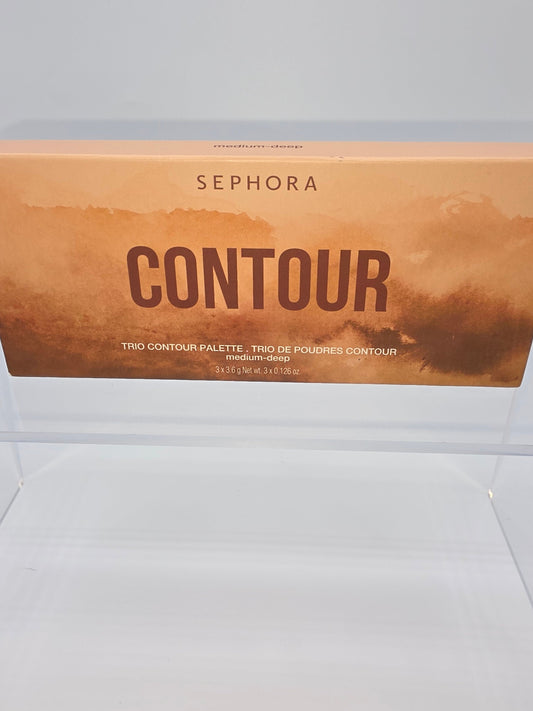 medium-deep
SEPHORA
CONTOUR
TRIO CONTOUR PALETTE . TRIO DE POUDRES CONTOUR
medium-deep
3 x 3.6 g Net wt. 3 x 0.126 oz